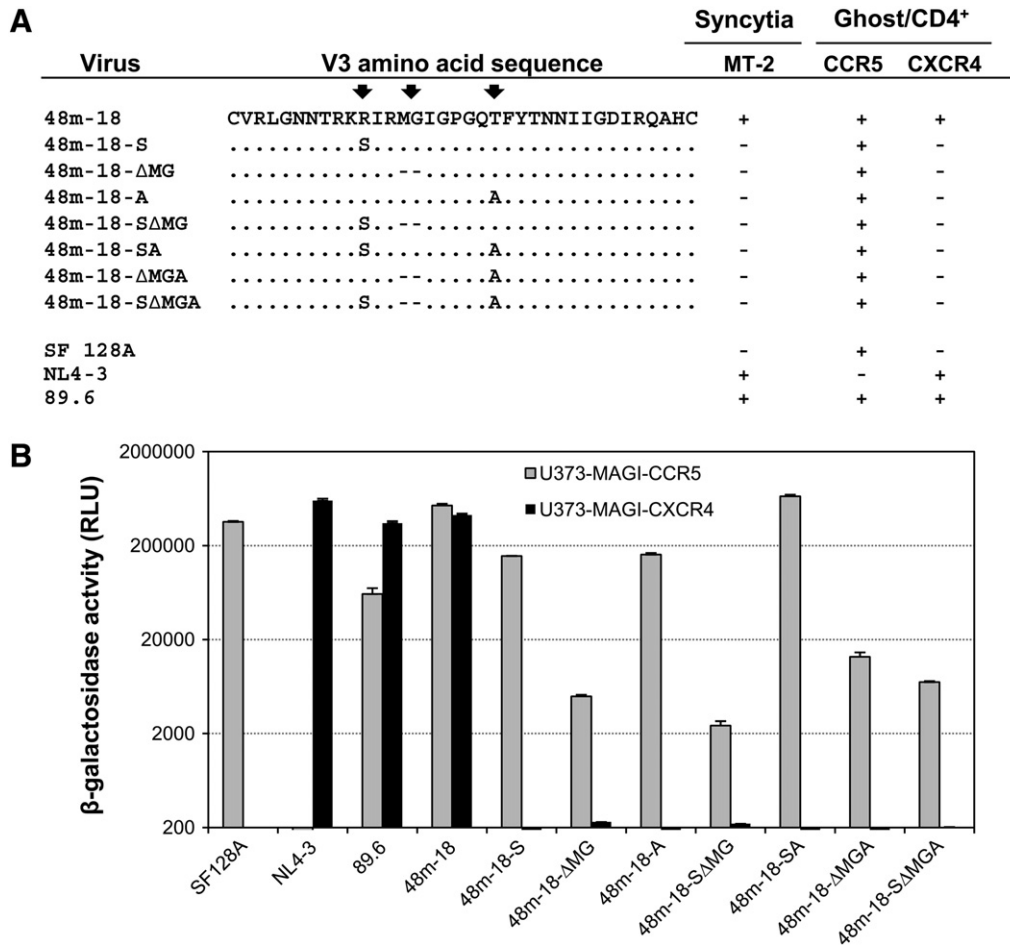 A
Syncytia Ghost/CD4⁺
Virus V3 amino acid sequence MT-2 CCR5 CXCR4
48m-18 CVRLGNNTRKRIRMGIGPGQTFYTNNIIGDIRQAHC + + +
48m-18-S ..........S......................... - + -
48m-18-ΔMG .............--..................... - + -
48m-18-A ....................A............... - + -
48m-18-SΔMG ..........S..--..................... - + -
48m-18-SA ..........S.........A............... - + -
48m-18-ΔMGA .............--.....A............... - + -
48m-18-SΔMGA ..........S..--.....A............... - + -
SF 128A - + -
NL4-3 + - +
89.6 + + +
B
β-galactosidase actvity (RLU)
2000000
200000
20000
2000
200
U373-MAGI-CCR5
U373-MAGI-CXCR4
SF128A
NL4-3
89.6
48m-18
48m-18-S
48m-18-ΔMG
48m-18-A
48m-18-SΔMG
48m-18-SA
48m-18-ΔMGA
48m-18-SΔMGA